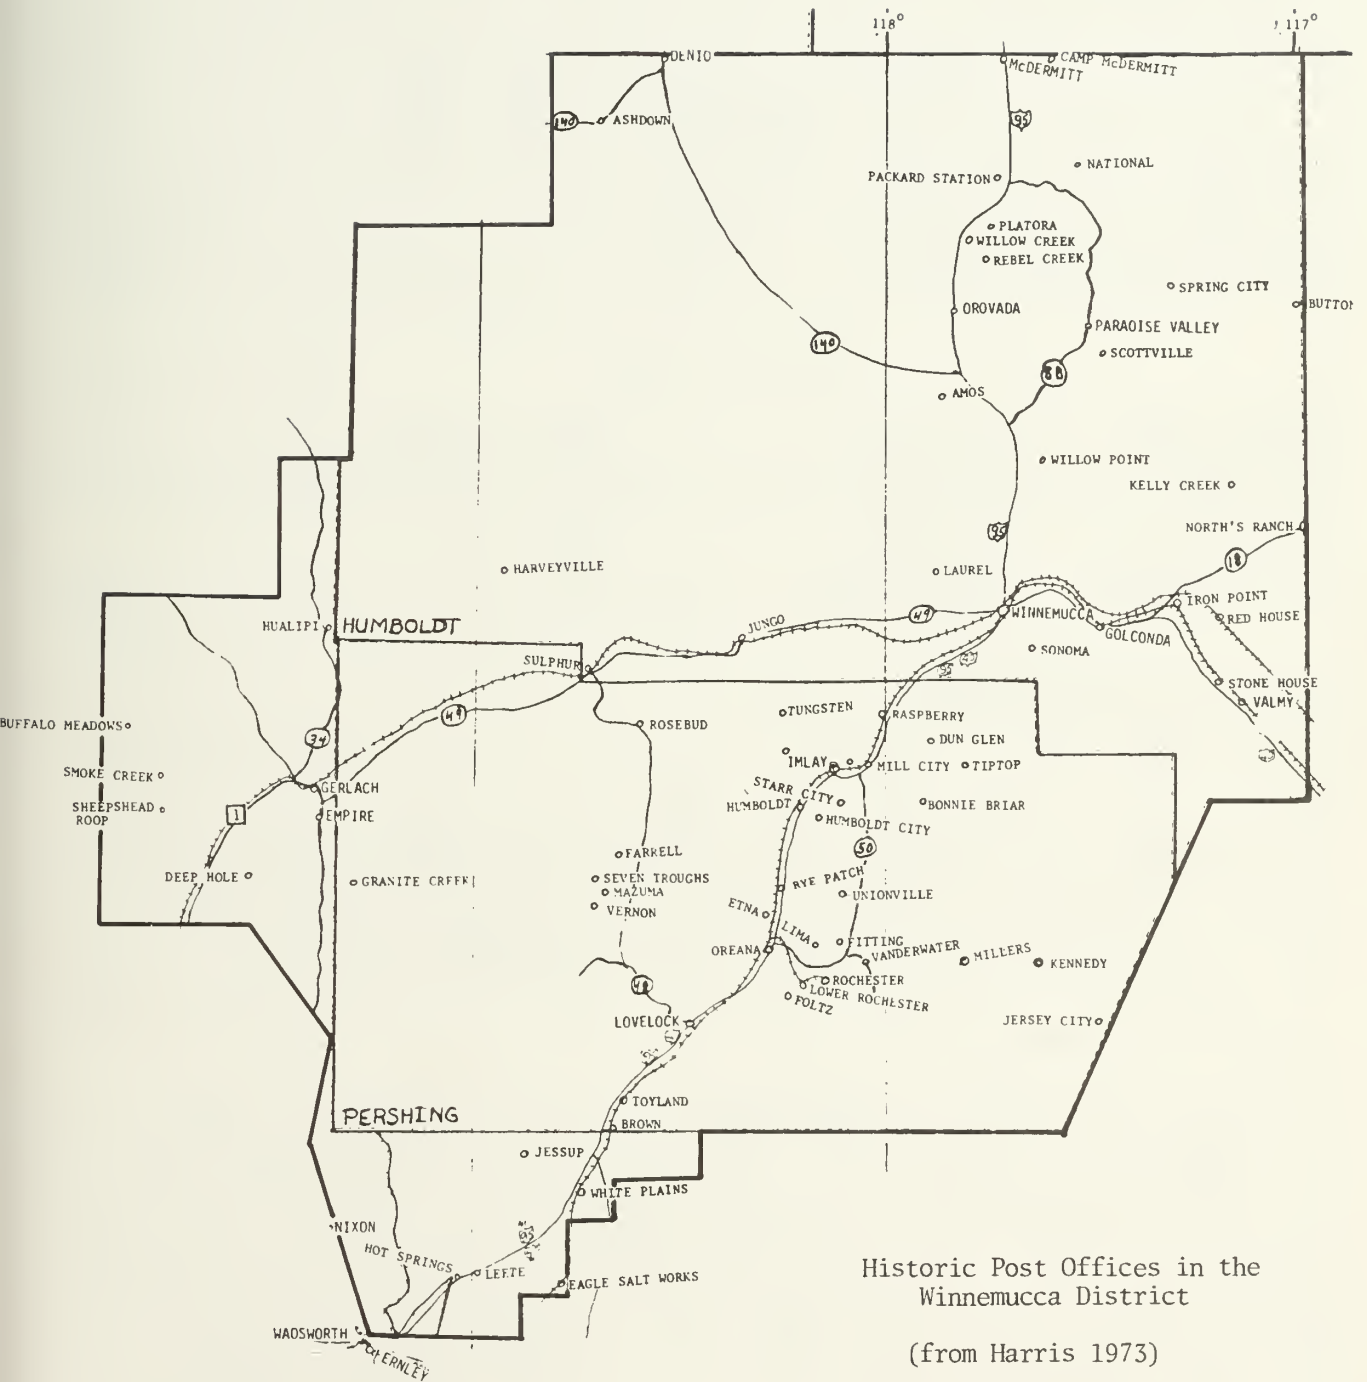 118°
117°
DENIO
McDERMITT
CAMP McDERMITT
140
ASHDOWN
95
NATIONAL
PACKARD STATION
PLATORA
WILLOW CREEK
REBEL CREEK
SPRING CITY
BUTTON
OROVADA
PARAOISE VALLEY
140
SCOTTVILLE
8B
AMOS
WILLOW POINT
KELLY CREEK
NORTH'S RANCH
95
18
HARVEYVILLE
LAUREL
IRON POINT
RED HOUSE
HUALIPI
HUMBOLDT
JUNGO
49
WINNEMUCCA
GOLCONDA
SONOMA
SULPHUR
STONE HOUSE
VALMY
BUFFALO MEADOWS
49
ROSEBUD
TUNGSTEN
RASPBERRY
34
DUN GLEN
SMOKE CREEK
IMLAY
MILL CITY
TIPTOP
GERLACH
STARR CITY
SHEEPSHEAD
ROOP
1
EMPIRE
HUMBOLDT
BONNIE BRIAR
HUMBOLDT CITY
50
FARRELL
DEEP HOLE
GRANITE CREEK
SEVEN TROUGHS
RYE PATCH
MAZUMA
UNIONVILLE
VERNON
ETNA
LIMA
OREANA
FITTING
VANDERWATER
MILLERS
KENNEDY
48
ROCHESTER
LOWER ROCHESTER
FOLTZ
LOVELOCK
JERSEY CITY
TOYLAND
PERSHING
BROWN
JESSUP
WHITE PLAINS
NIXON
HOT SPRINGS
LEETE
EAGLE SALT WORKS
WADSWORTH
FERNLEY
Historic Post Offices in the
Winnemucca District
(from Harris 1973)